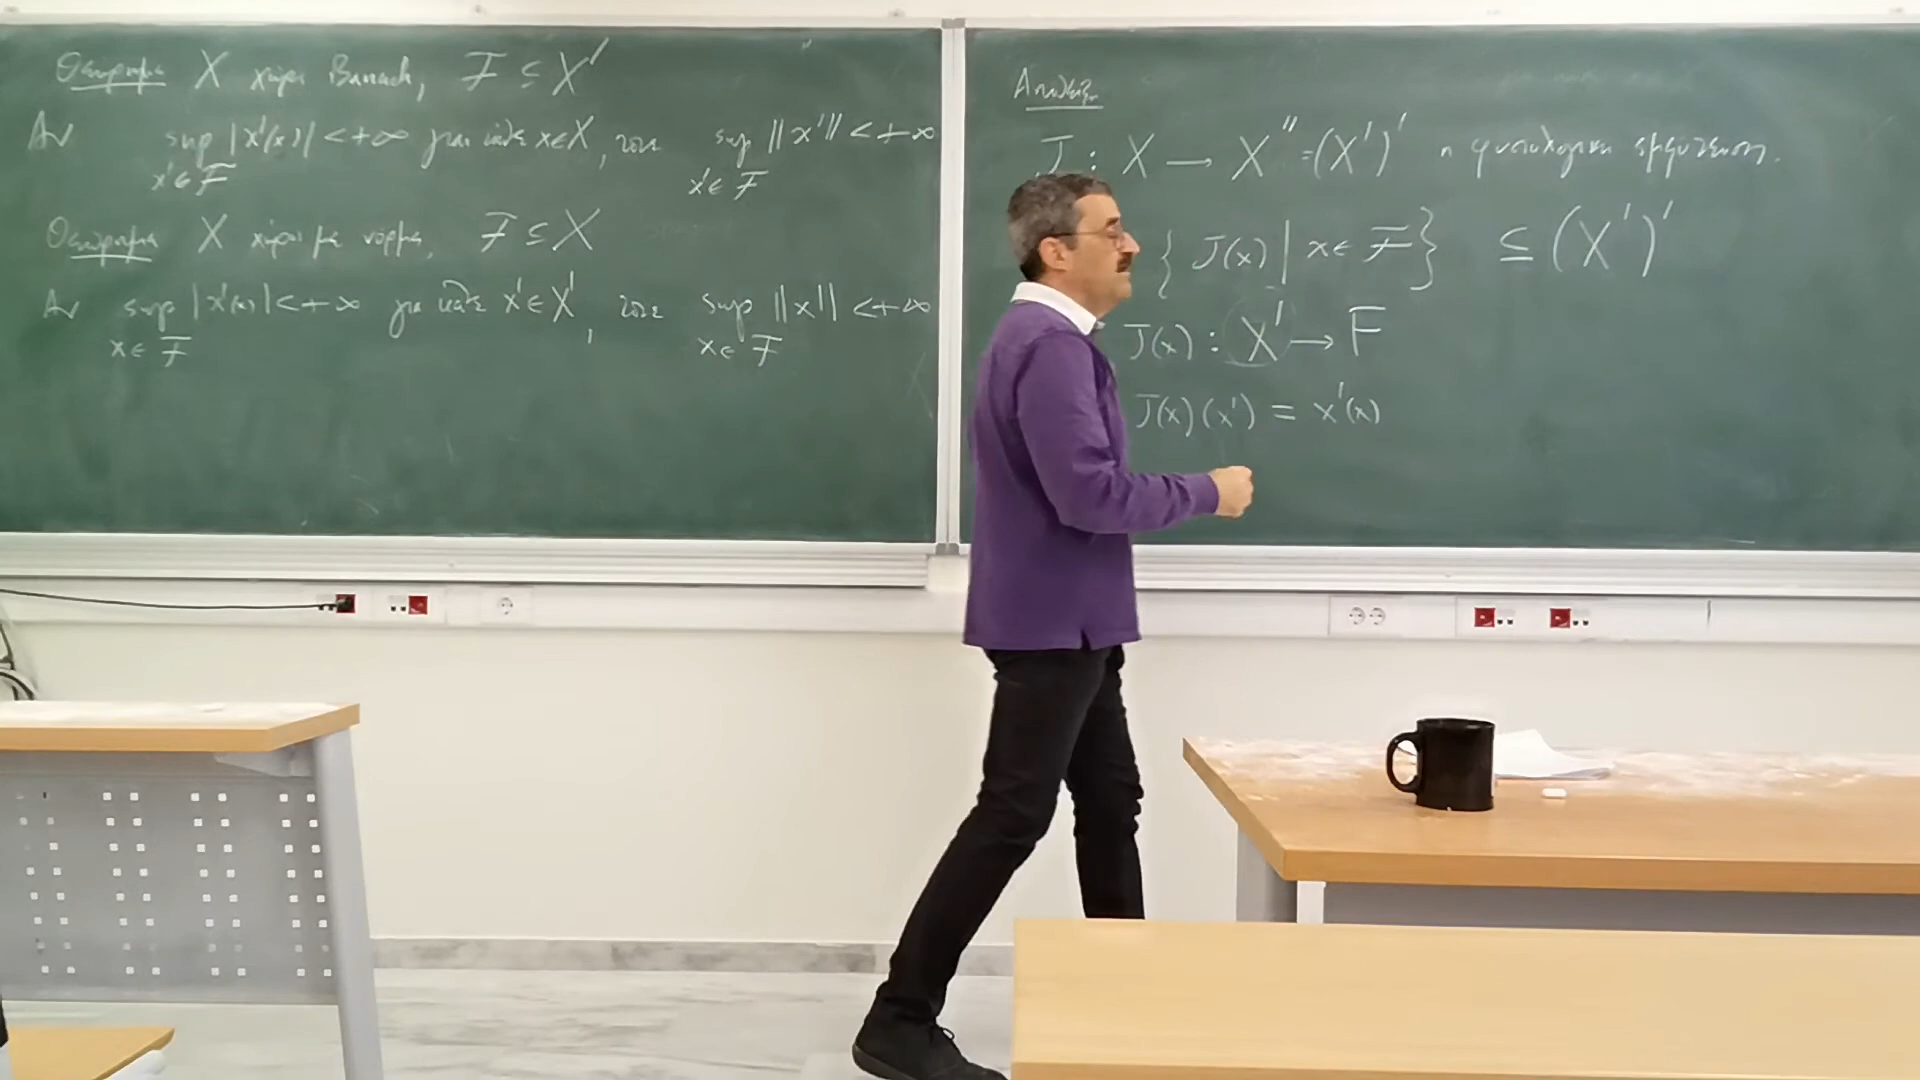 Θεώρημα X χώρος Banach, F ⊆ X'
Αν sup |x'(x)| < +∞ για κάθε x∈X, τότε sup ||x'|| < +∞
x'∈F x'∈F
Θεώρημα X χώρος με νόρμα, F ⊆ X
Αν sup |x'(x)| < +∞ για κάθε x'∈X', τότε sup ||x|| < +∞
x∈F x∈F
Απόδειξη
J : X → X'' = (X')' η φυσιολογική εμφύτευση.
{ J(x) | x∈F } ⊆ (X')'
J(x) : X' → F
J(x)(x') = x'(x)